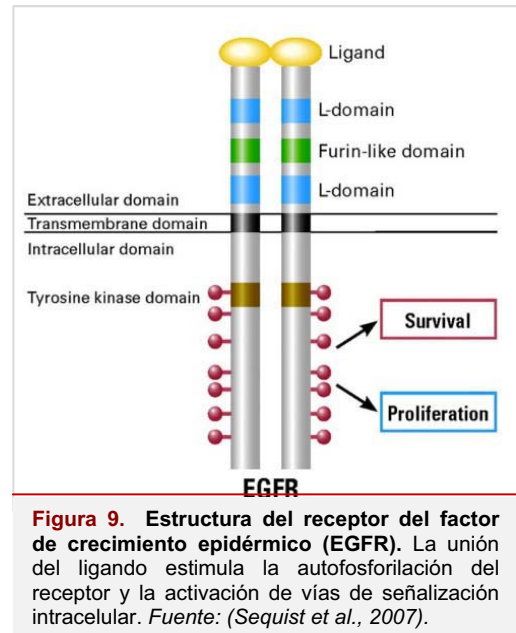 Ligand
L-domain
Furin-like domain
L-domain
Extracellular domain
Transmembrane domain
Intracellular domain
Tyrosine kinase domain
Survival
Proliferation
EGFR
Figura 9. Estructura del receptor del factor
de crecimiento epidérmico (EGFR). La unión
del ligando estimula la autofosforilación del
receptor y la activación de vías de señalización
intracelular. Fuente: (Sequist et al., 2007).